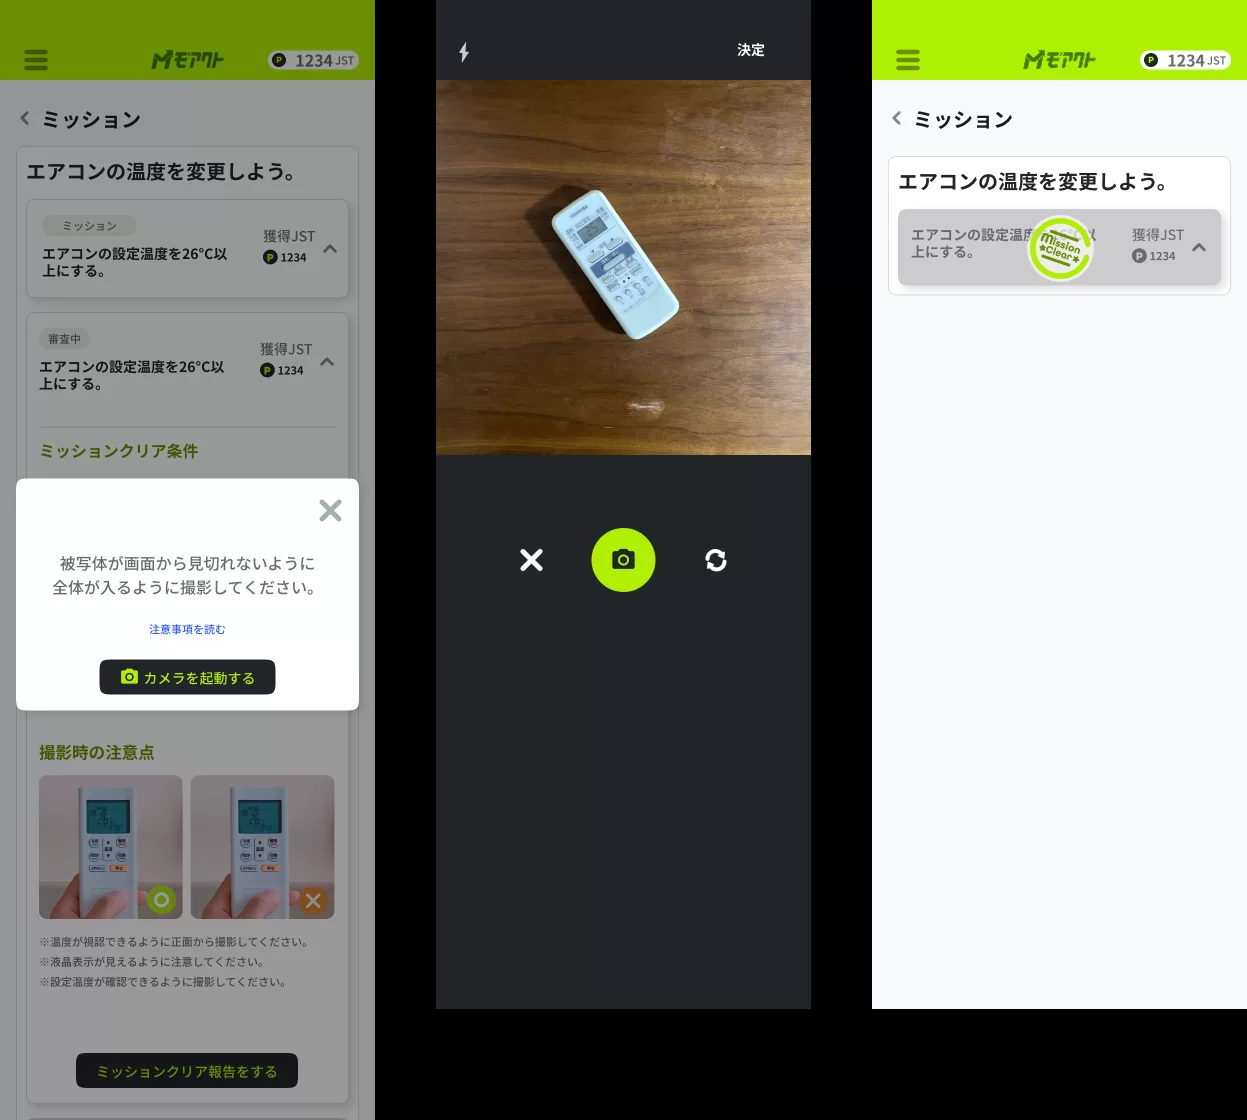 モアクト
P 1234 JST
ミッション
エアコンの温度を変更しよう。
ミッション
エアコンの設定温度を26°C以
上にする。
獲得JST
P 1234
審査中
エアコンの設定温度を26°C以
上にする。
獲得JST
P 1234
ミッションクリア条件
被写体が画面から見切れないように
全体が入るように撮影してください。
注意事項を読む
カメラを起動する
撮影時の注意点
※温度が視認できるように正面から撮影してください。
※液晶表示が見えるように注意してください。
※設定温度が確認できるように撮影してください。
ミッションクリア報告をする
決定
モアクト
P 1234 JST
ミッション
エアコンの温度を変更しよう。
エアコンの設定温度
上にする。
Mission
Clear
獲得JST
P 1234